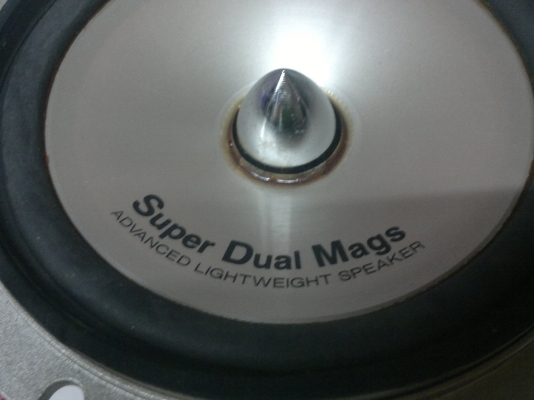 Super Dual Mags
ADVANCED LIGHTWEIGHT SPEAKER